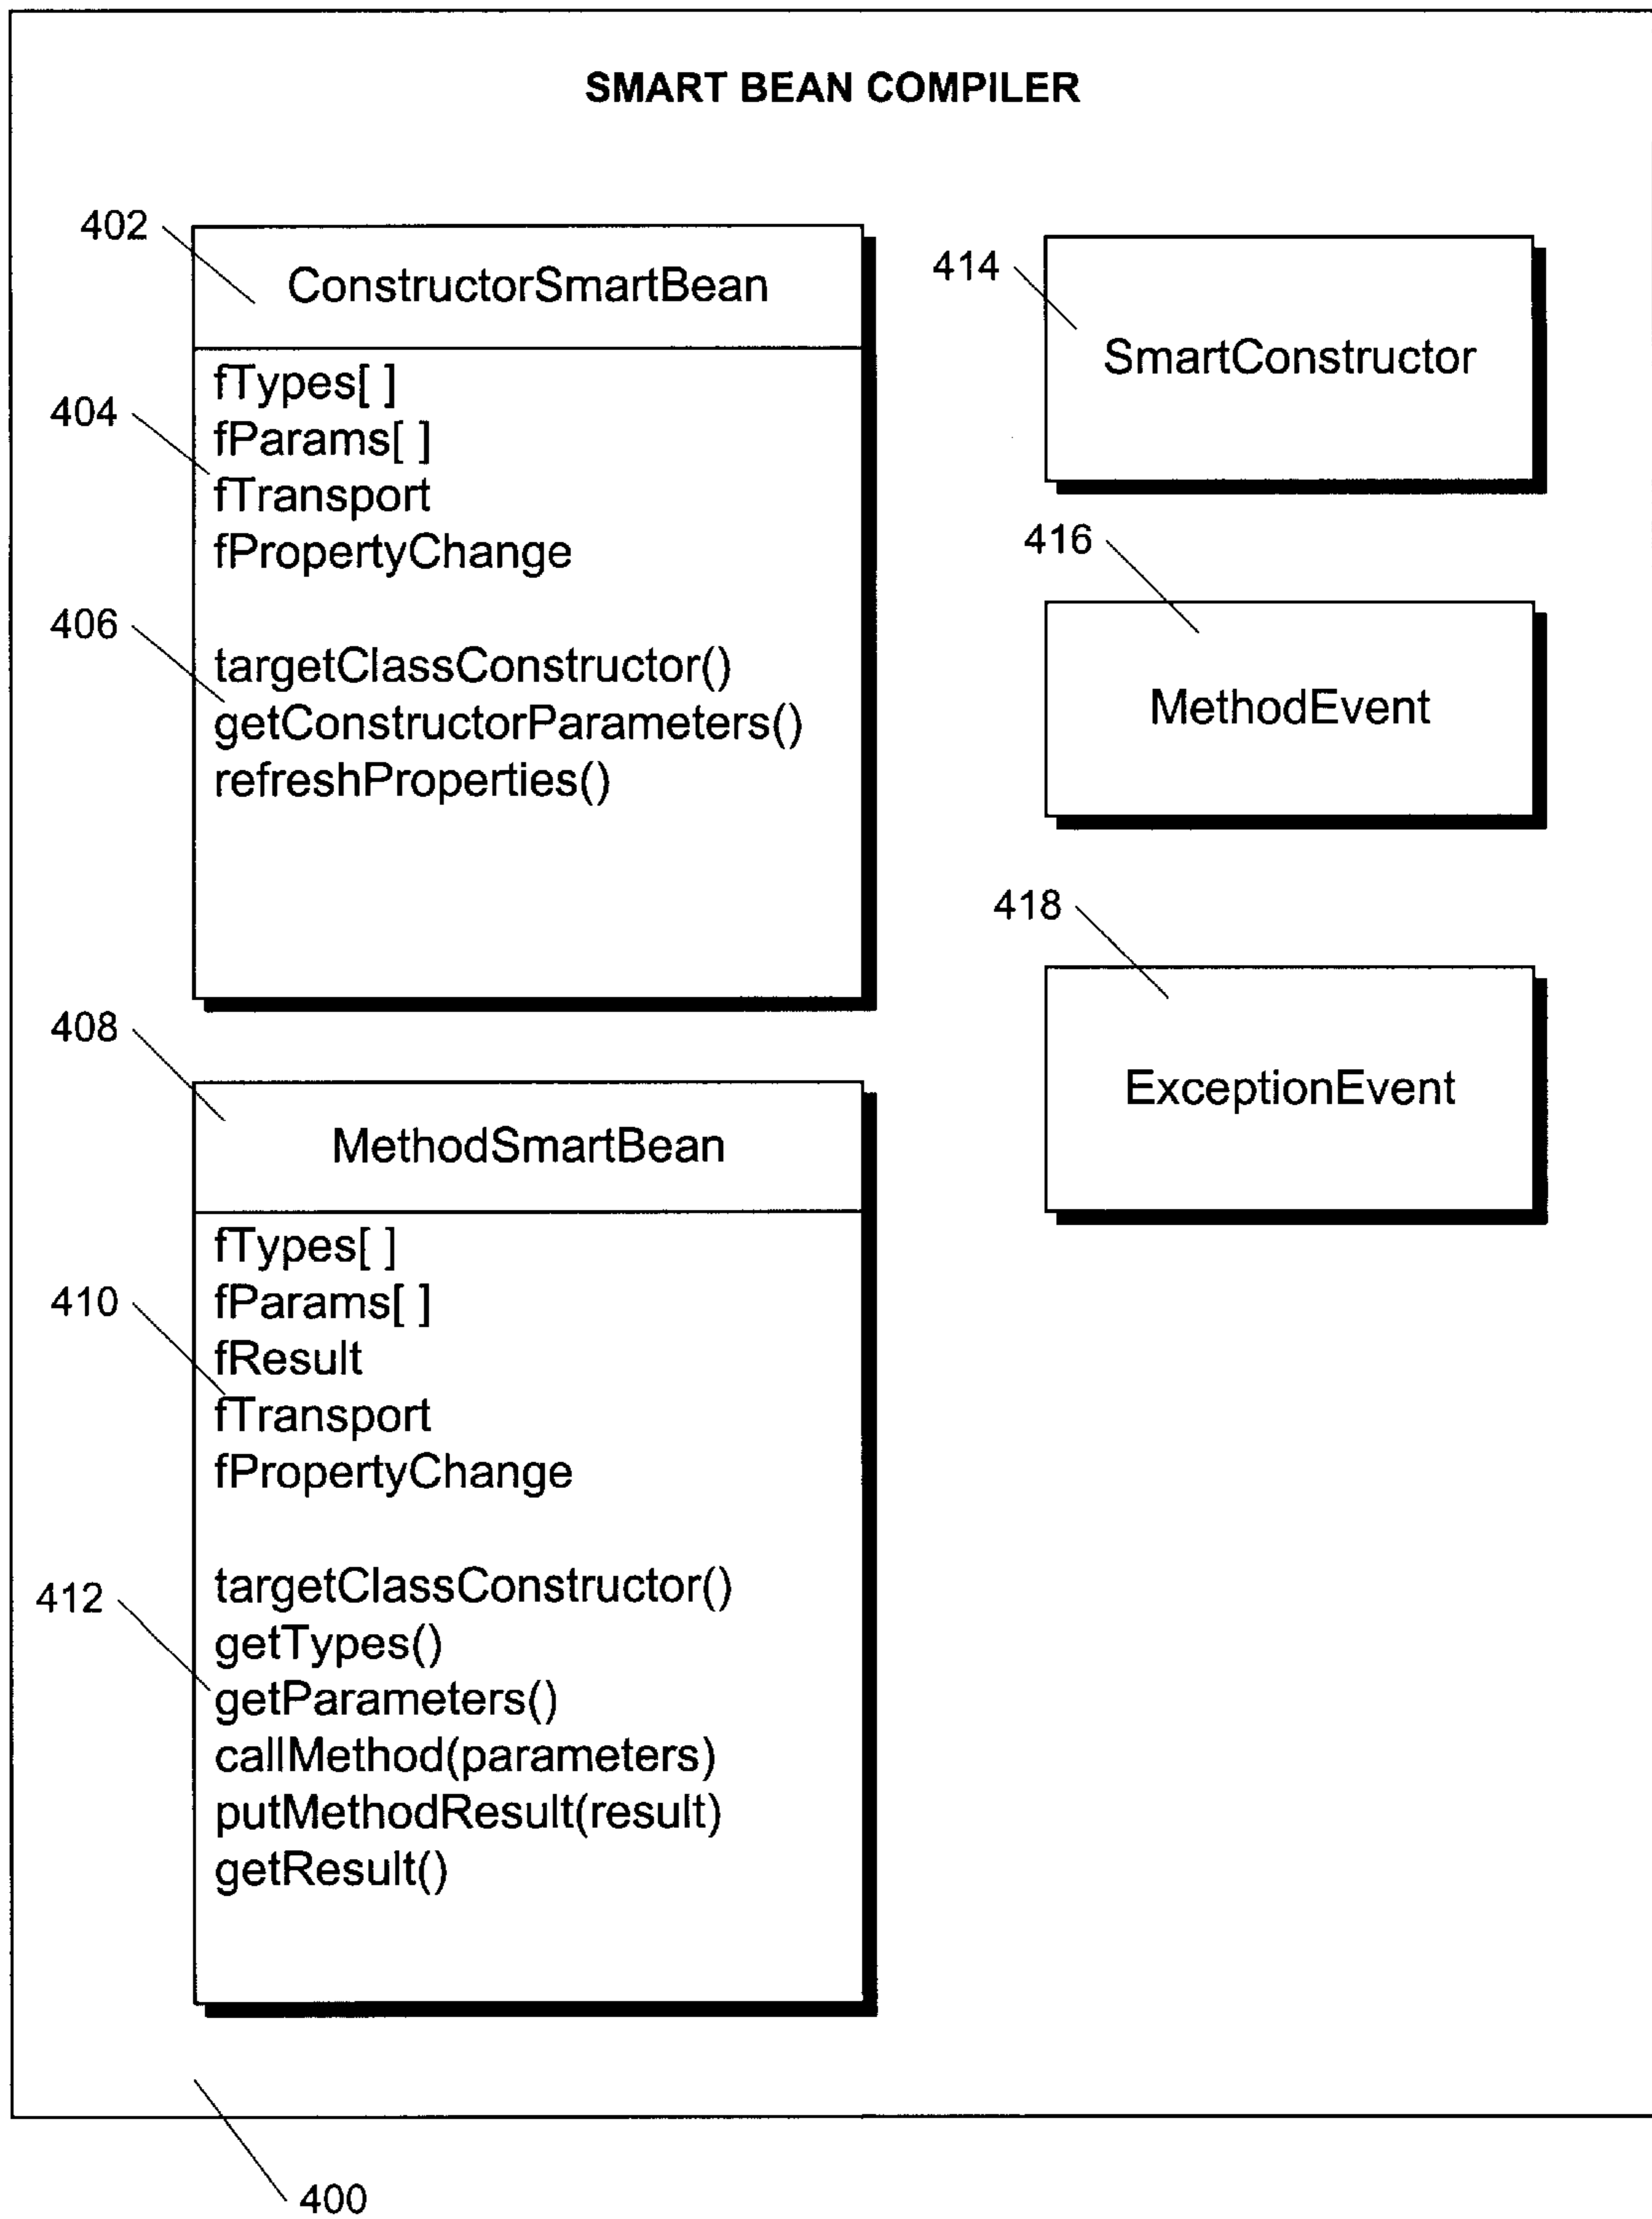 SMART BEAN COMPILER
402
ConstructorSmartBean
fTypes[ ]
404
fParams[ ]
fTransport
fPropertyChange
406
targetClassConstructor()
getConstructorParameters()
refreshProperties()
408
MethodSmartBean
fTypes[ ]
410
fParams[ ]
fResult
fTransport
fPropertyChange
412
targetClassConstructor()
getTypes()
getParameters()
callMethod(parameters)
putMethodResult(result)
getResult()
414
SmartConstructor
416
MethodEvent
418
ExceptionEvent
400